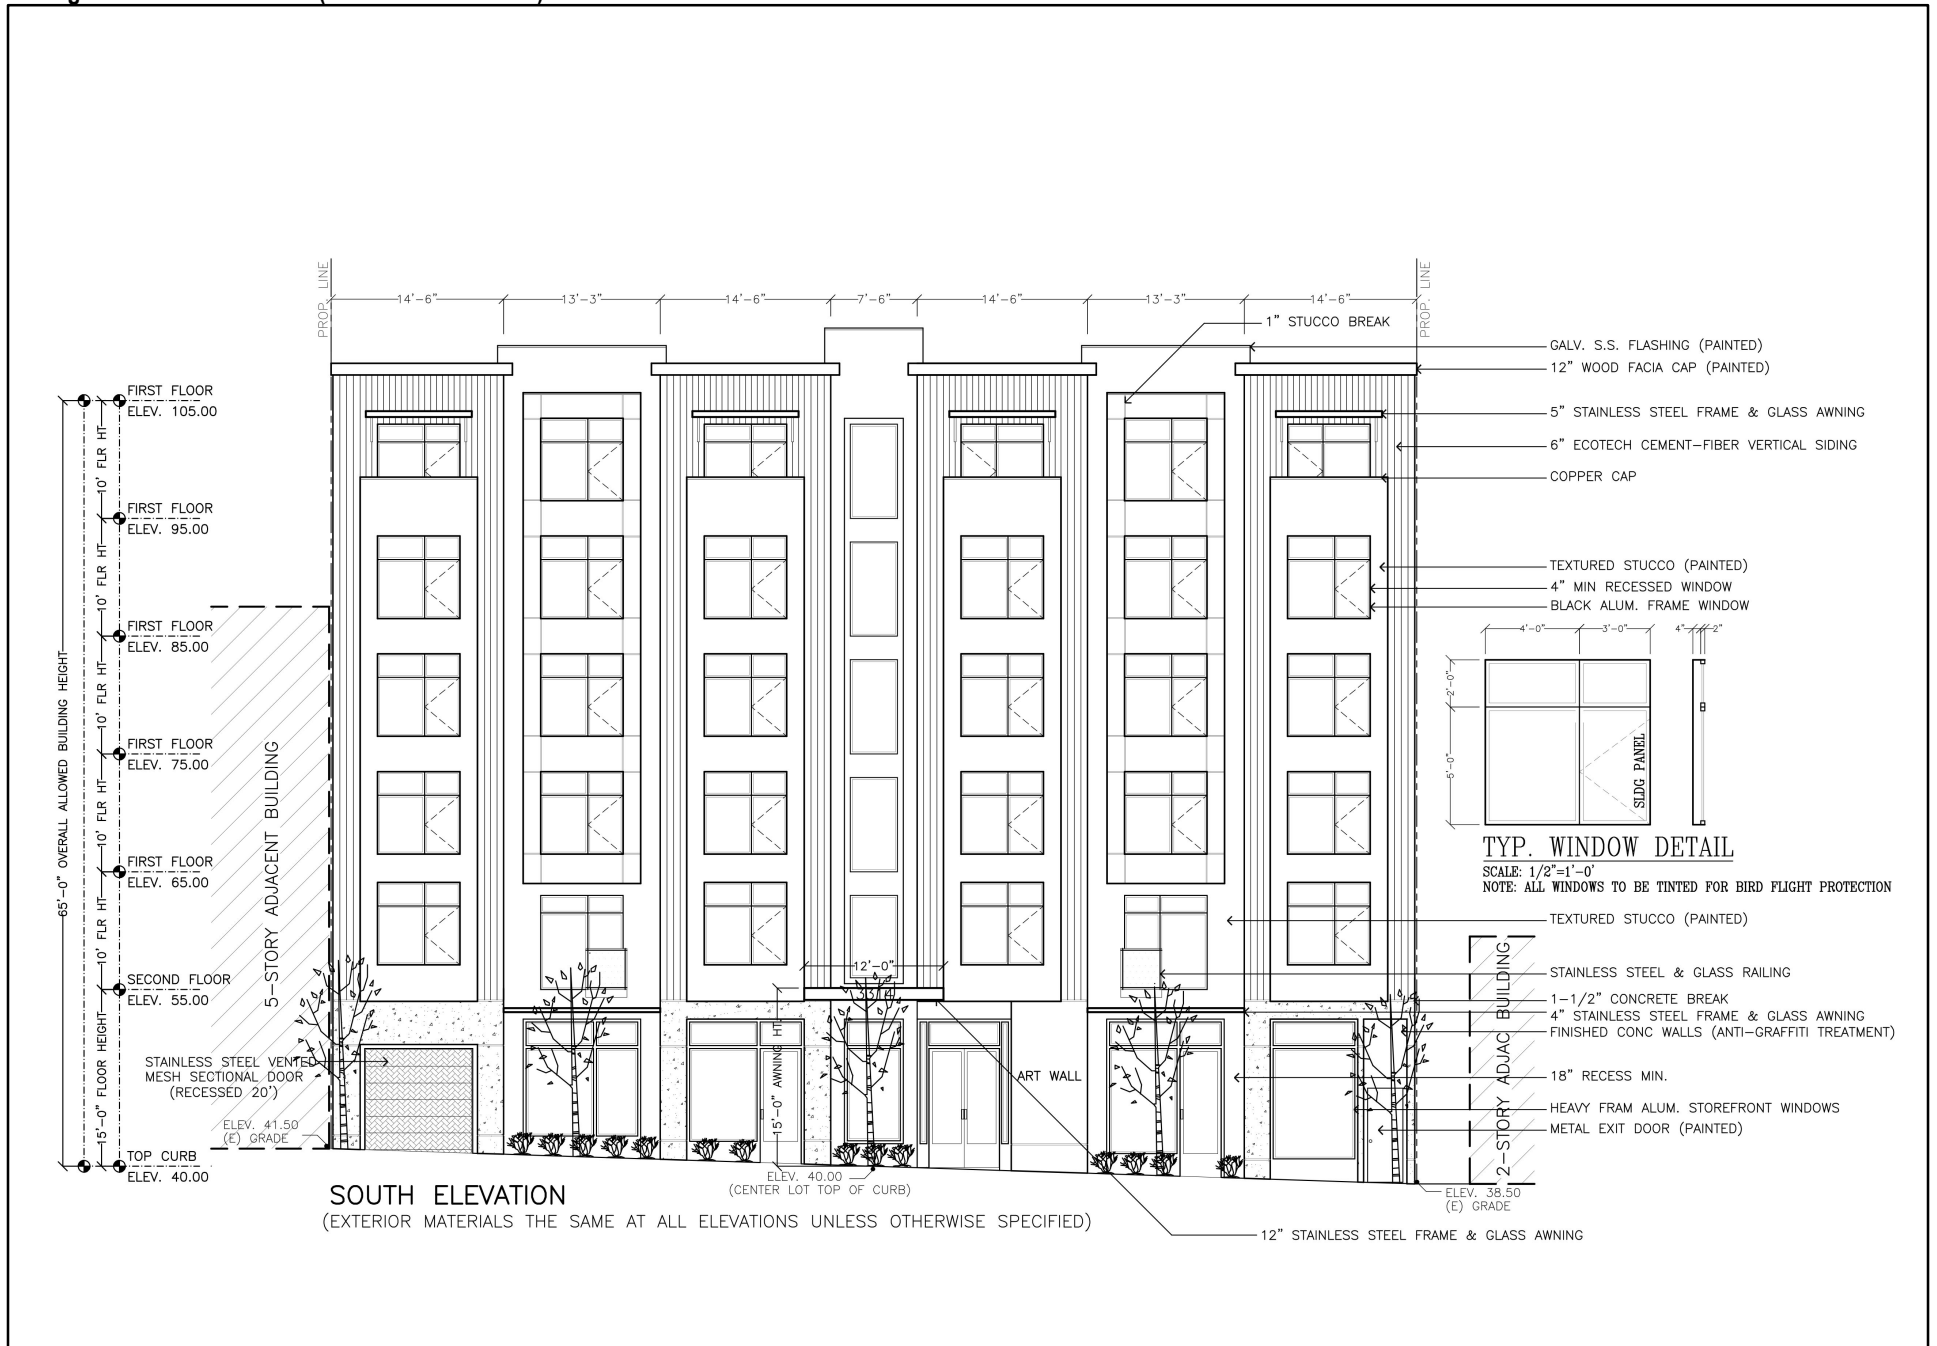 PROP. LINE
14'-6"
13'-3"
14'-6"
7'-6"
14'-6"
13'-3"
14'-6"
PROP. LINE
1" STUCCO BREAK
GALV. S.S. FLASHING (PAINTED)
12" WOOD FACIA CAP (PAINTED)
5" STAINLESS STEEL FRAME & GLASS AWNING
6" ECOTECH CEMENT-FIBER VERTICAL SIDING
COPPER CAP
TEXTURED STUCCO (PAINTED)
4" MIN RECESSED WINDOW
BLACK ALUM. FRAME WINDOW
FIRST FLOOR
ELEV. 105.00
10' FLR HT
FIRST FLOOR
ELEV. 95.00
10' FLR HT
10' FLR HT
FIRST FLOOR
ELEV. 85.00
10' FLR HT
10' FLR HT
FIRST FLOOR
ELEV. 75.00
10' FLR HT
10' FLR HT
FIRST FLOOR
ELEV. 65.00
10' FLR HT
SECOND FLOOR
ELEV. 55.00
15'-0" FLOOR HEIGHT
TOP CURB
ELEV. 40.00
65'-0" OVERALL ALLOWED BUILDING HEIGHT
5-STORY ADJACENT BUILDING
STAINLESS STEEL VENTED
MESH SECTIONAL DOOR
(RECESSED 20')
ELEV. 41.50
(E) GRADE
12'-0"
3314
15'-0" AWNING HT
ART WALL
ELEV. 40.00
(CENTER LOT TOP OF CURB)
4'-0"
3'-0"
4"
2"
2'-0"
5'-0"
SLDG PANEL
TYP. WINDOW DETAIL
SCALE: 1/2"=1'-0'
NOTE: ALL WINDOWS TO BE TINTED FOR BIRD FLIGHT PROTECTION
TEXTURED STUCCO (PAINTED)
STAINLESS STEEL & GLASS RAILING
1-1/2" CONCRETE BREAK
4" STAINLESS STEEL FRAME & GLASS AWNING
FINISHED CONC WALLS (ANTI-GRAFFITI TREATMENT)
18" RECESS MIN.
HEAVY FRAM ALUM. STOREFRONT WINDOWS
METAL EXIT DOOR (PAINTED)
2-STORY ADJAC BUILDING
ELEV. 38.50
(E) GRADE
12" STAINLESS STEEL FRAME & GLASS AWNING
SOUTH ELEVATION
(EXTERIOR MATERIALS THE SAME AT ALL ELEVATIONS UNLESS OTHERWISE SPECIFIED)